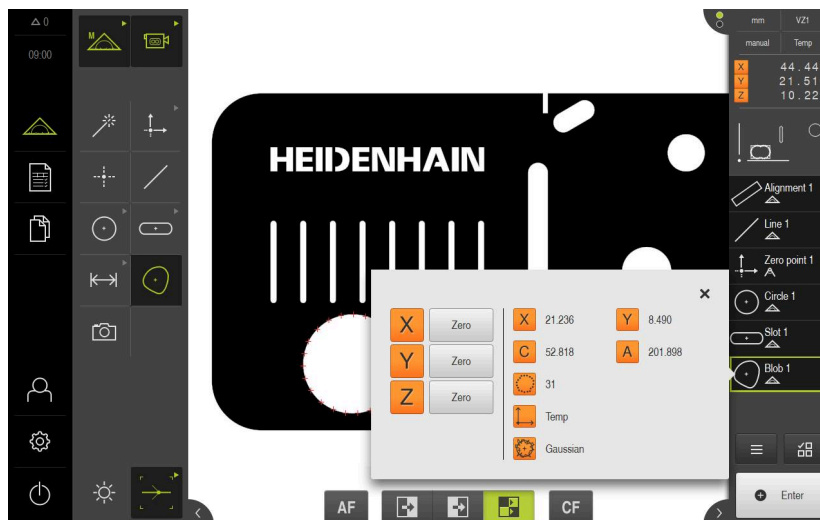 0
09:00
M
mm VZ1
manual Temp
X 44.44
Y 21.51
Z 10.22
HEIDENHAIN
Alignment 1
Line 1
Zero point 1
Circle 1
Slot 1
Blob 1
X Zero
Y Zero
Z Zero
X 21.236 Y 8.490
C 52.818 A 201.898
31
Temp
Gaussian
AF CF
Enter